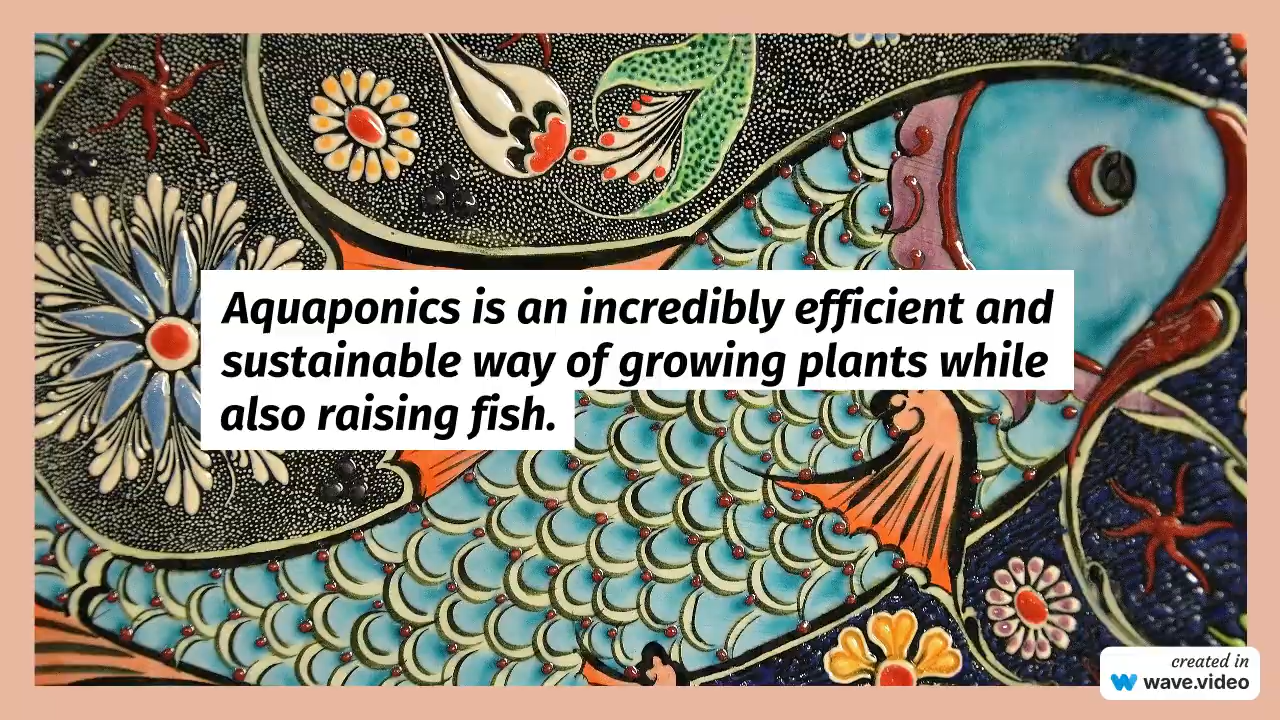 Aquaponics is an incredibly efficient and
sustainable way of growing plants while
also raising fish.
created in
wave.video